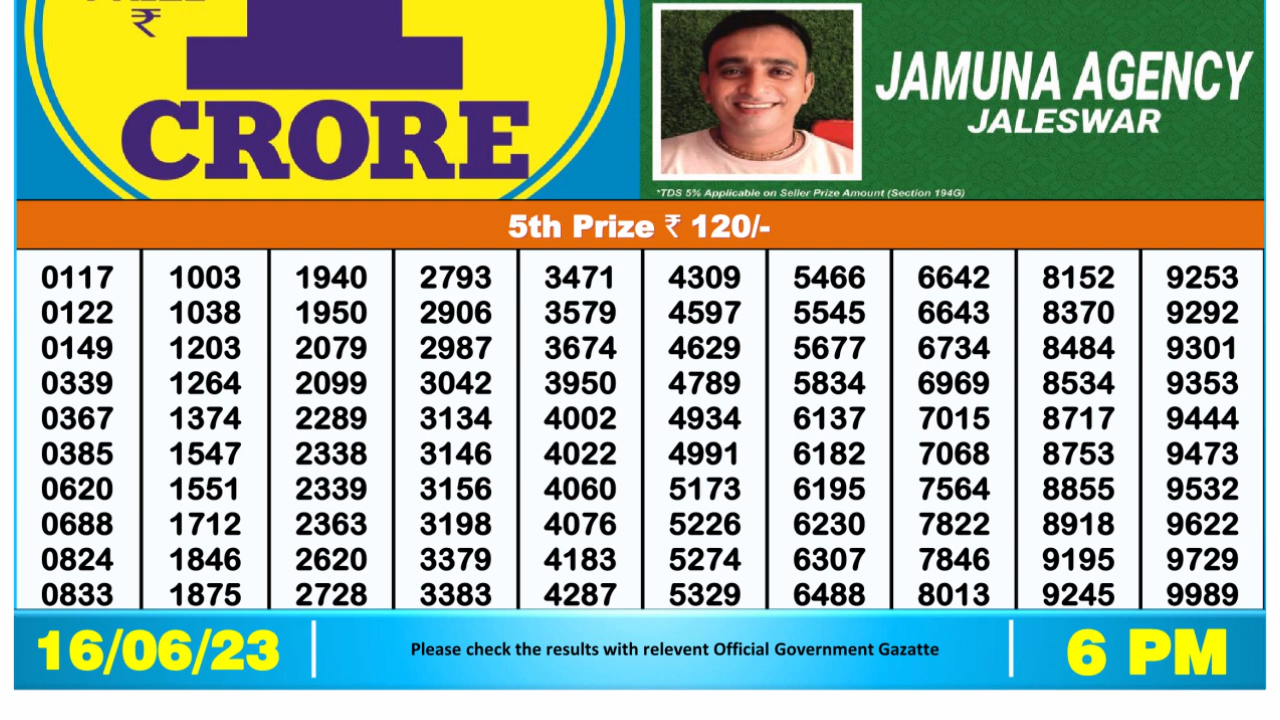 ₹
1
CRORE
JAMUNA AGENCY
JALESWAR
*TDS 5% Applicable on Seller Prize Amount (Section 194G)
5th Prize ₹ 120/-
0117 1003 1940 2793 3471 4309 5466 6642 8152 9253
0122 1038 1950 2906 3579 4597 5545 6643 8370 9292
0149 1203 2079 2987 3674 4629 5677 6734 8484 9301
0339 1264 2099 3042 3950 4789 5834 6969 8534 9353
0367 1374 2289 3134 4002 4934 6137 7015 8717 9444
0385 1547 2338 3146 4022 4991 6182 7068 8753 9473
0620 1551 2339 3156 4060 5173 6195 7564 8855 9532
0688 1712 2363 3198 4076 5226 6230 7822 8918 9622
0824 1846 2620 3379 4183 5274 6307 7846 9195 9729
0833 1875 2728 3383 4287 5329 6488 8013 9245 9989
16/06/23
Please check the results with relevent Official Government Gazatte
6 PM